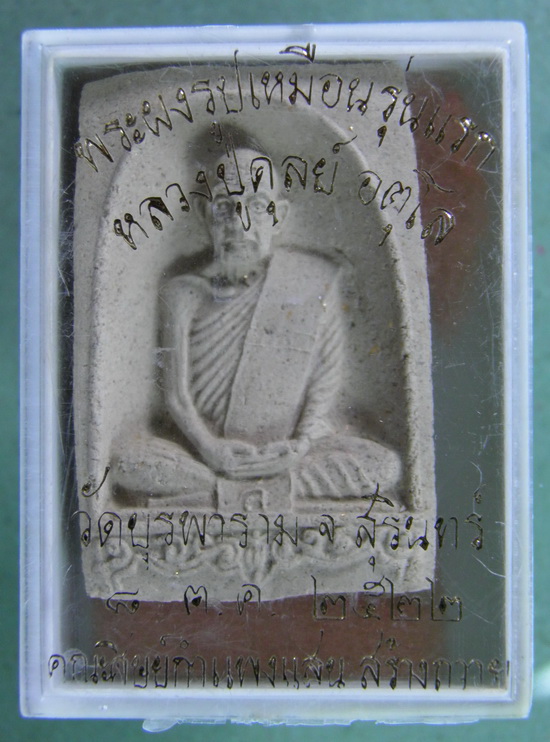 พระผงรูปเหมือนรุ่นแรก
หลวงปู่ดุลย์ อตุโล
วัดบูรพาราม จ สุรินทร์
๘ ต.ค. ๒๕๒๒
คณะศิษย์กำแพงแสน สร้างถวาย